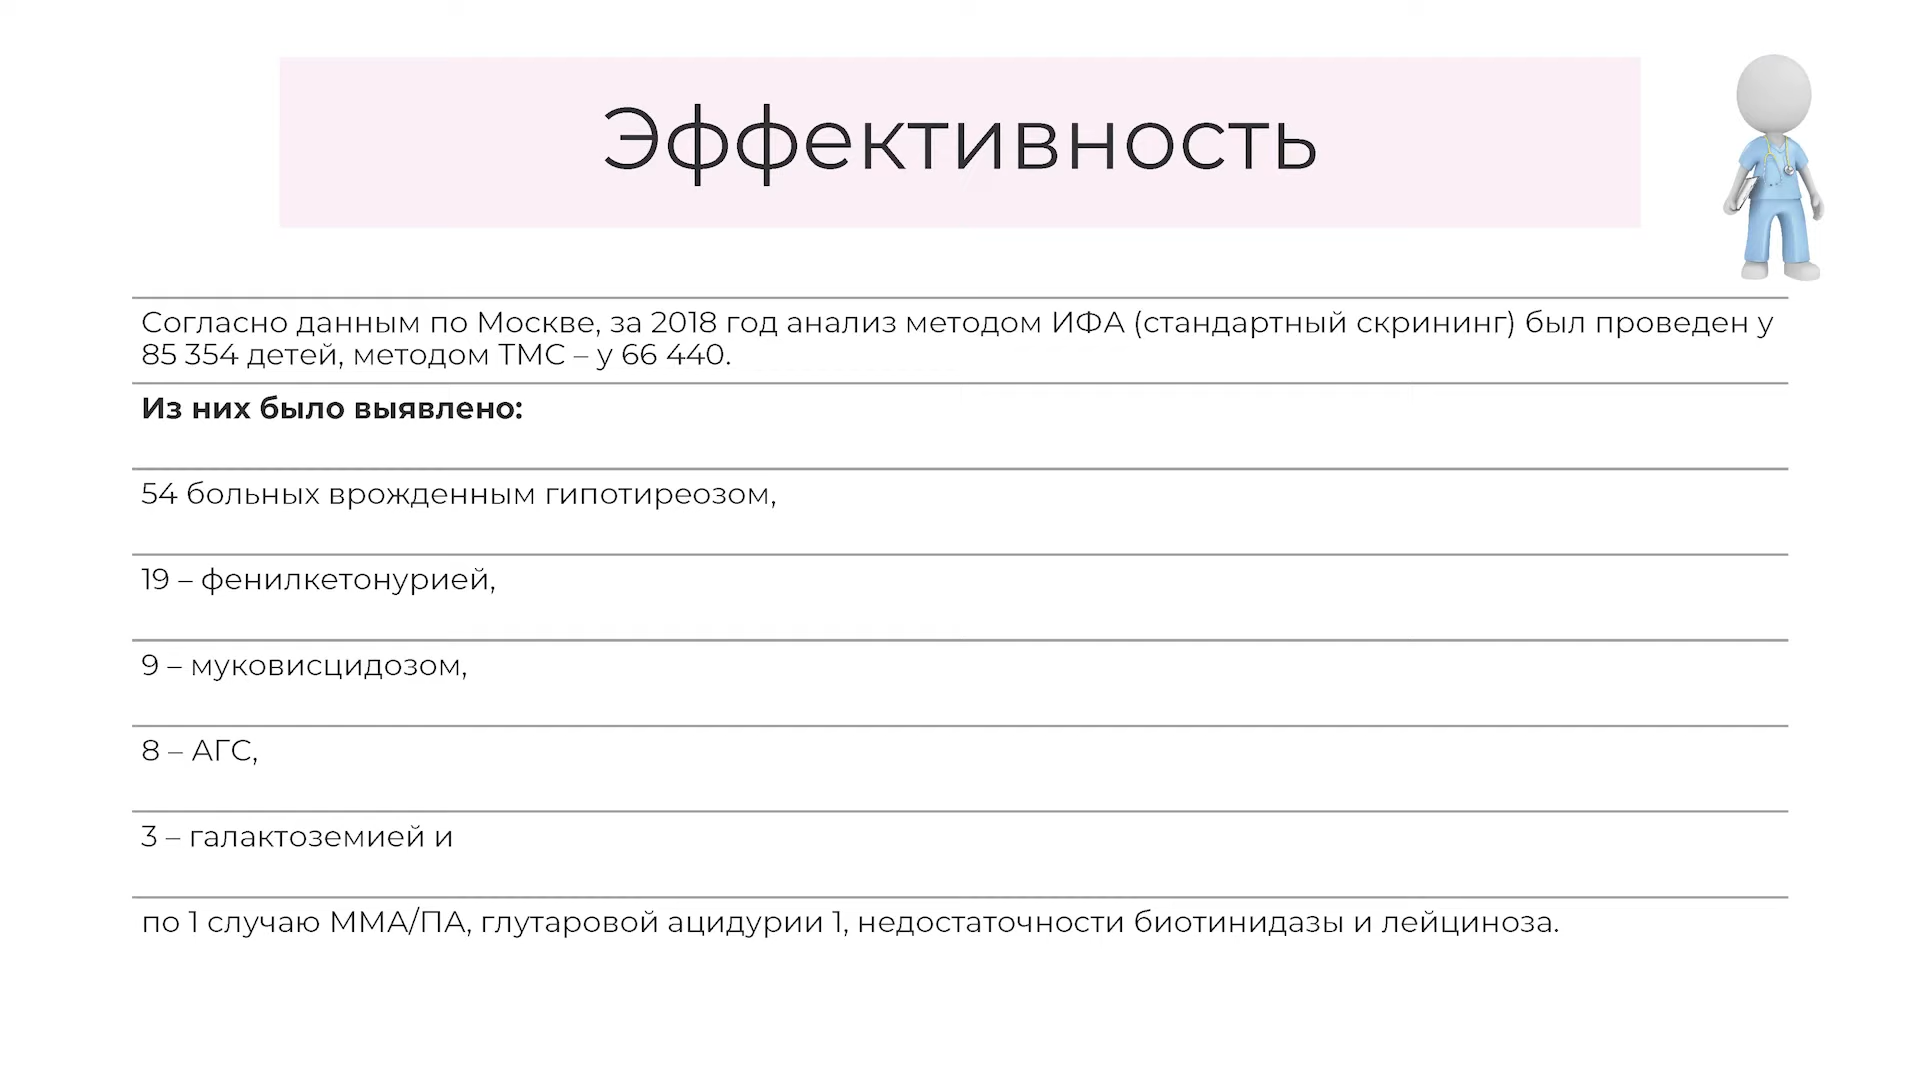 Эффективность
Согласно данным по Москве, за 2018 год анализ методом ИФА (стандартный скрининг) был проведен у
85 354 детей, методом ТМС – у 66 440.
Из них было выявлено:
54 больных врожденным гипотиреозом,
19 – фенилкетонурией,
9 – муковисцидозом,
8 – АГС,
3 – галактоземией и
по 1 случаю ММА/ПА, глутаровой ацидурии 1, недостаточности биотинидазы и лейциноза.